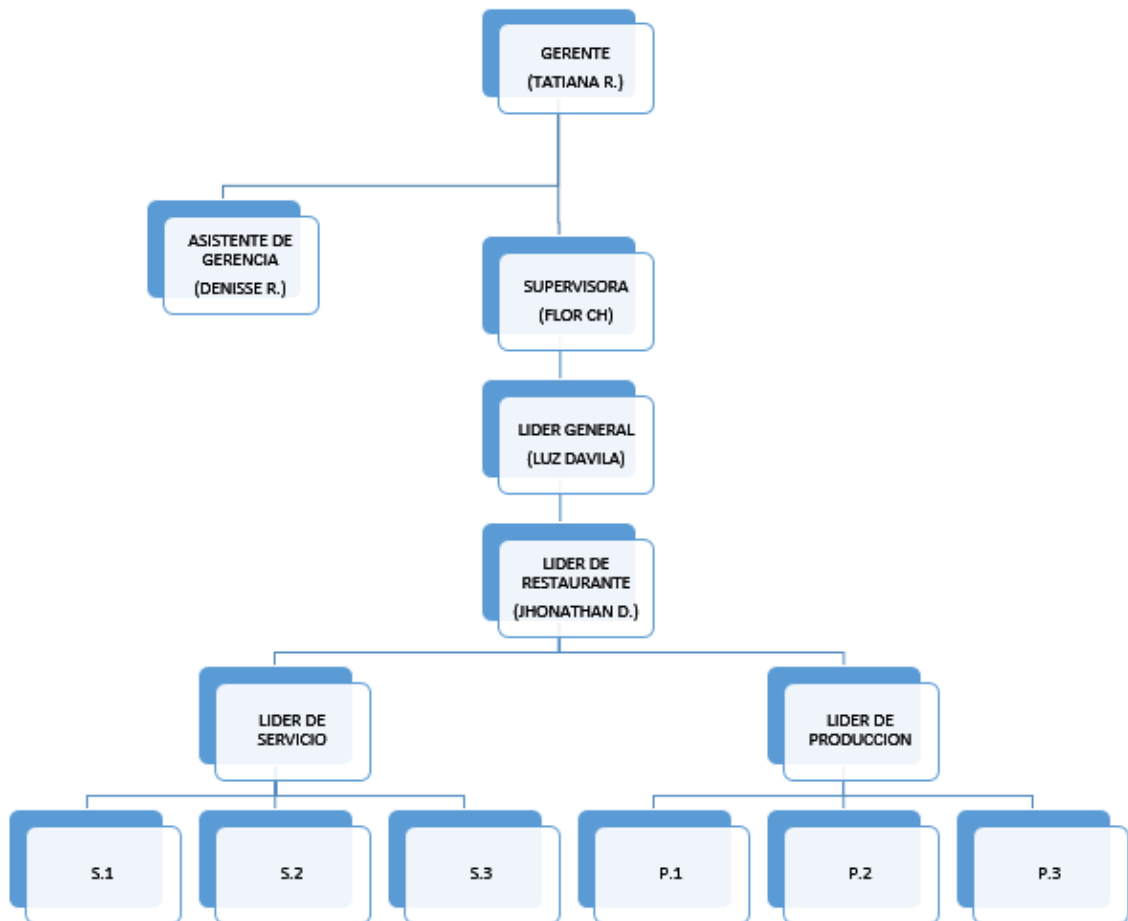 GERENTE
(TATIANA R.)
ASISTENTE DE
GERENCIA
(DENISSE R.)
SUPERVISORA
(FLOR CH)
LIDER GENERAL
(LUZ DAVILA)
LIDER DE
RESTAURANTE
(JHONATHAN D.)
LIDER DE
SERVICIO
LIDER DE
PRODUCCION
S.1
S.2
S.3
P.1
P.2
P.3